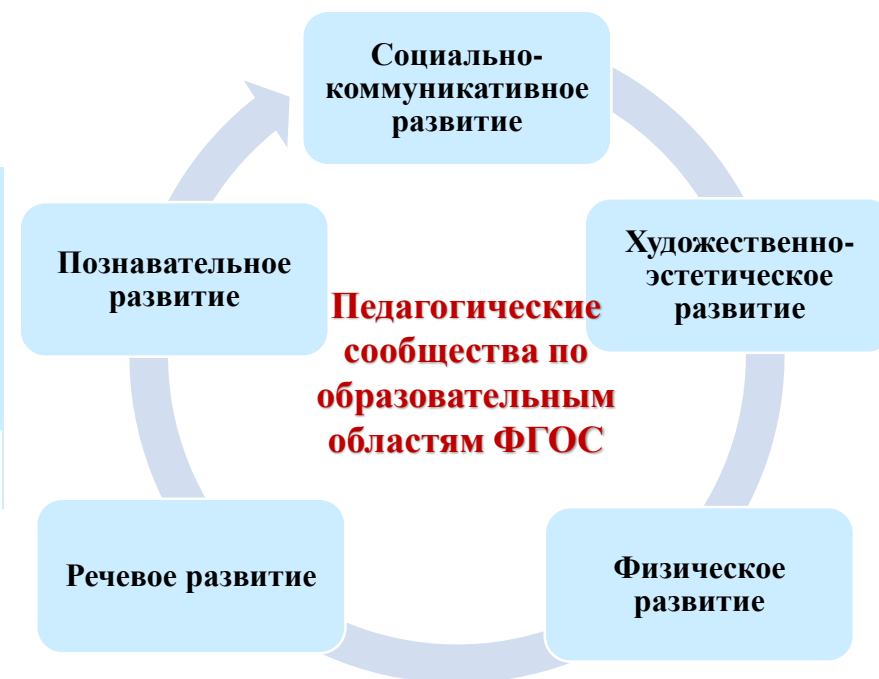 Социально-
коммуникативное
развитие
Художественно-
эстетическое
развитие
Физическое
развитие
Речевое развитие
Познавательное
развитие
Педагогические
сообщества по
образовательным
областям ФГОС